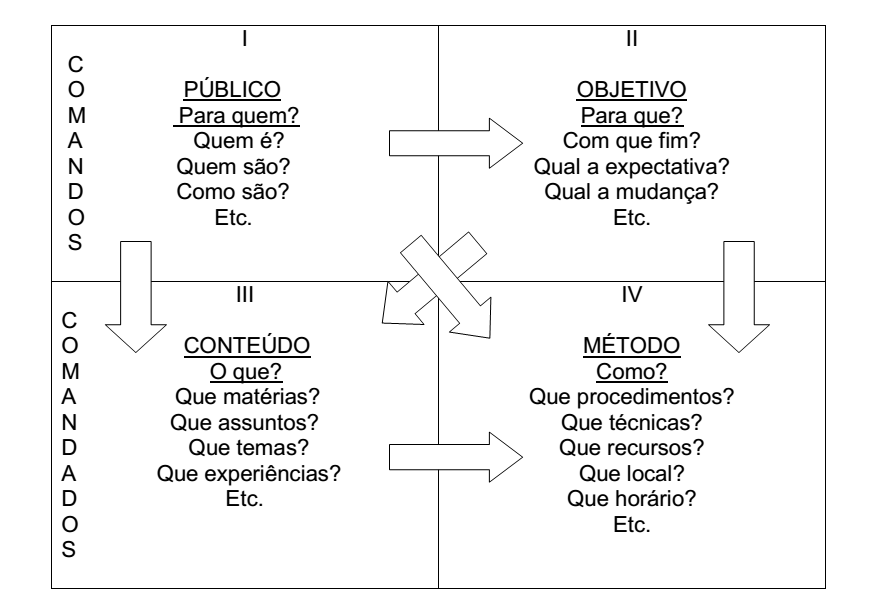 COMANDOS
I
PÚBLICO
Para quem?
Quem é?
Quem são?
Como são?
Etc.
II
OBJETIVO
Para que?
Com que fim?
Qual a expectativa?
Qual a mudança?
Etc.
COMANDADOS
III
CONTEÚDO
O que?
Que matérias?
Que assuntos?
Que temas?
Que experiências?
Etc.
IV
MÉTODO
Como?
Que procedimentos?
Que técnicas?
Que recursos?
Que local?
Que horário?
Etc.